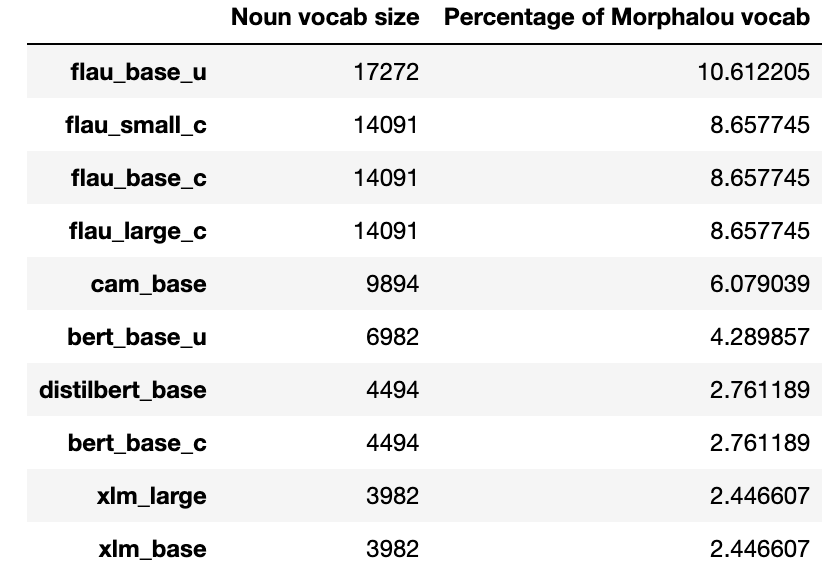 Noun vocab size Percentage of Morphalou vocab
flau_base_u 17272 10.612205
flau_small_c 14091 8.657745
flau_base_c 14091 8.657745
flau_large_c 14091 8.657745
cam_base 9894 6.079039
bert_base_u 6982 4.289857
distilbert_base 4494 2.761189
bert_base_c 4494 2.761189
xlm_large 3982 2.446607
xlm_base 3982 2.446607